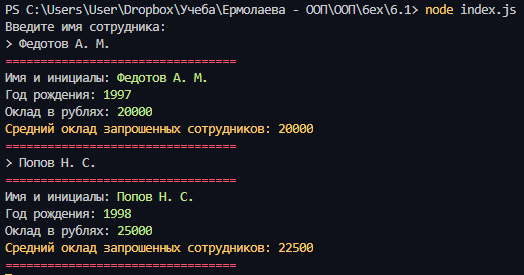 PS C:\Users\User\Dropbox\Учеба\Ермолаева - ООП\ООП\6ex\6.1> node index.js
Введите имя сотрудника:
> Федотов А. М.
=================================
Имя и инициалы: Федотов А. М.
Год рождения: 1997
Оклад в рублях: 20000
Средний оклад запрошенных сотрудников: 20000
=================================
> Попов Н. С.
=================================
Имя и инициалы: Попов Н. С.
Год рождения: 1998
Оклад в рублях: 25000
Средний оклад запрошенных сотрудников: 22500
=================================